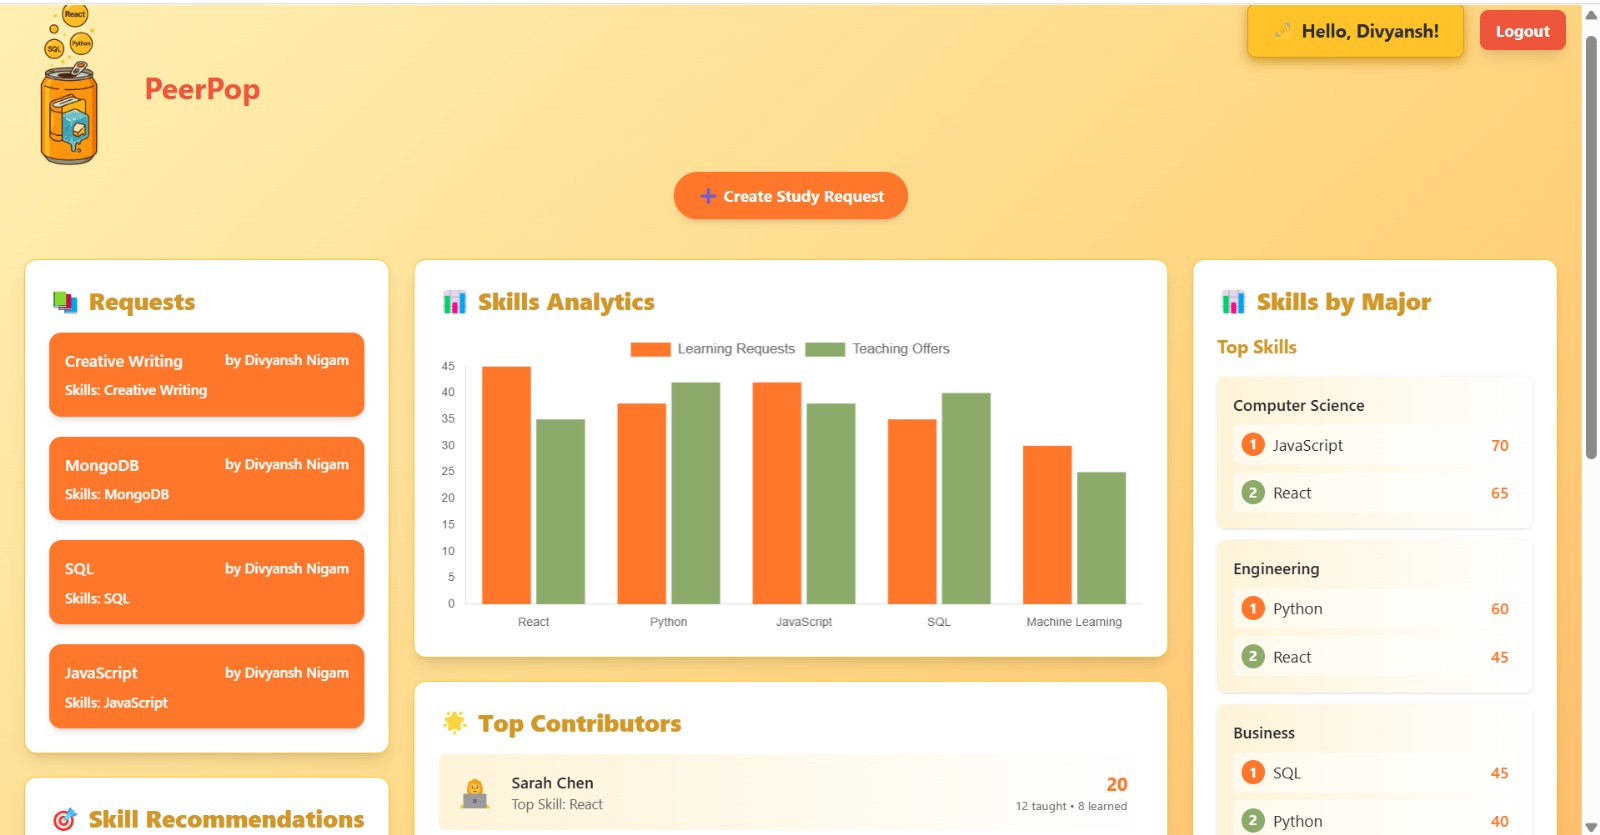 React
SQL
Python
PeerPop
Hello, Divyansh!
Logout
Create Study Request
Requests
Creative Writing
by Divyansh Nigam
Skills: Creative Writing
MongoDB
by Divyansh Nigam
Skills: MongoDB
SQL
by Divyansh Nigam
Skills: SQL
JavaScript
by Divyansh Nigam
Skills: JavaScript
Skill Recommendations
Skills Analytics
Learning Requests
Teaching Offers
45
40
35
30
25
20
15
10
5
0
React
Python
JavaScript
SQL
Machine Learning
Top Contributors
Sarah Chen
20
Top Skill: React
12 taught • 8 learned
Skills by Major
Top Skills
Computer Science
1 JavaScript 70
2 React 65
Engineering
1 Python 60
2 React 45
Business
1 SQL 45
2 Python 40